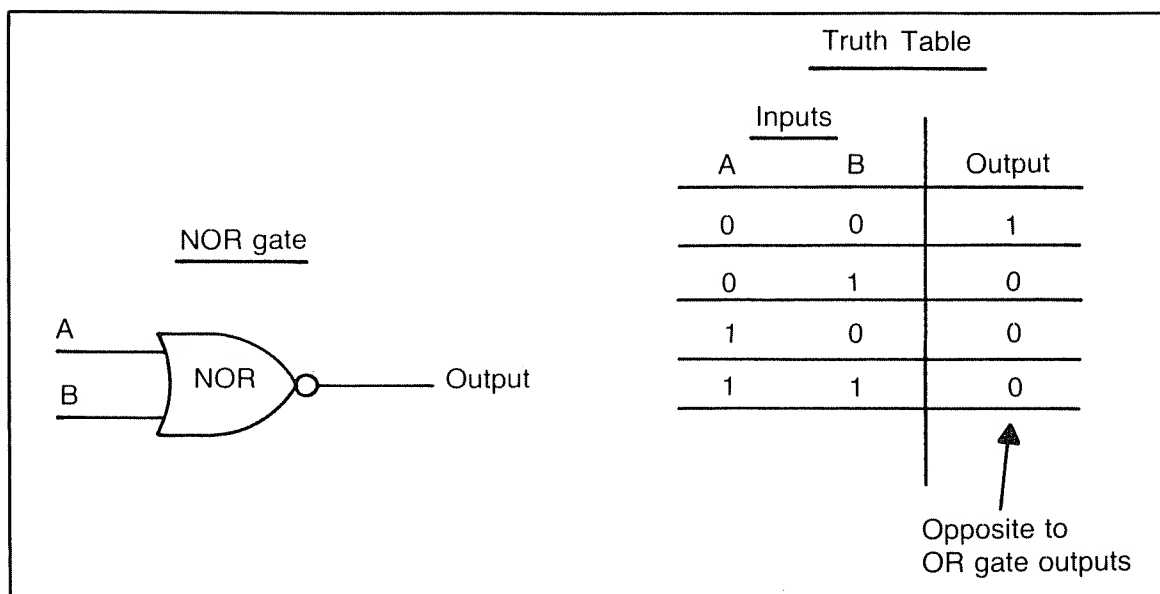 Truth Table
Inputs
A B Output
0 0 1
0 1 0
1 0 0
1 1 0
Opposite to
OR gate outputs
NOR gate
A
B
NOR
Output